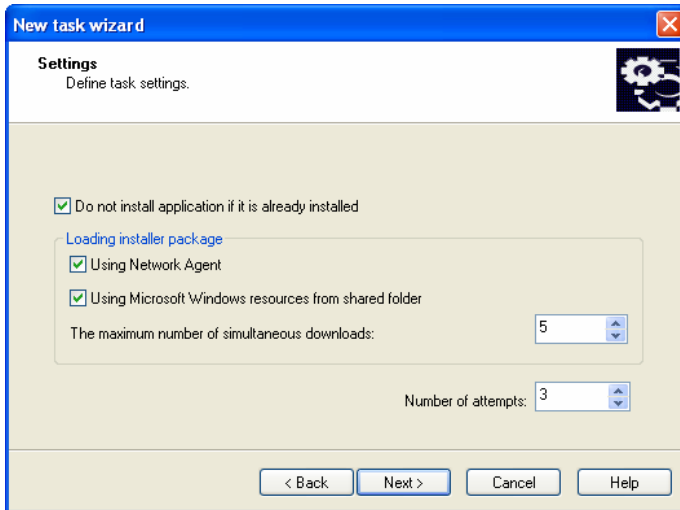 New task wizard
Settings
Define task settings.
Do not install application if it is already installed
Loading installer package
Using Network Agent
Using Microsoft Windows resources from shared folder
The maximum number of simultaneous downloads: 5
Number of attempts: 3
< Back Next > Cancel Help